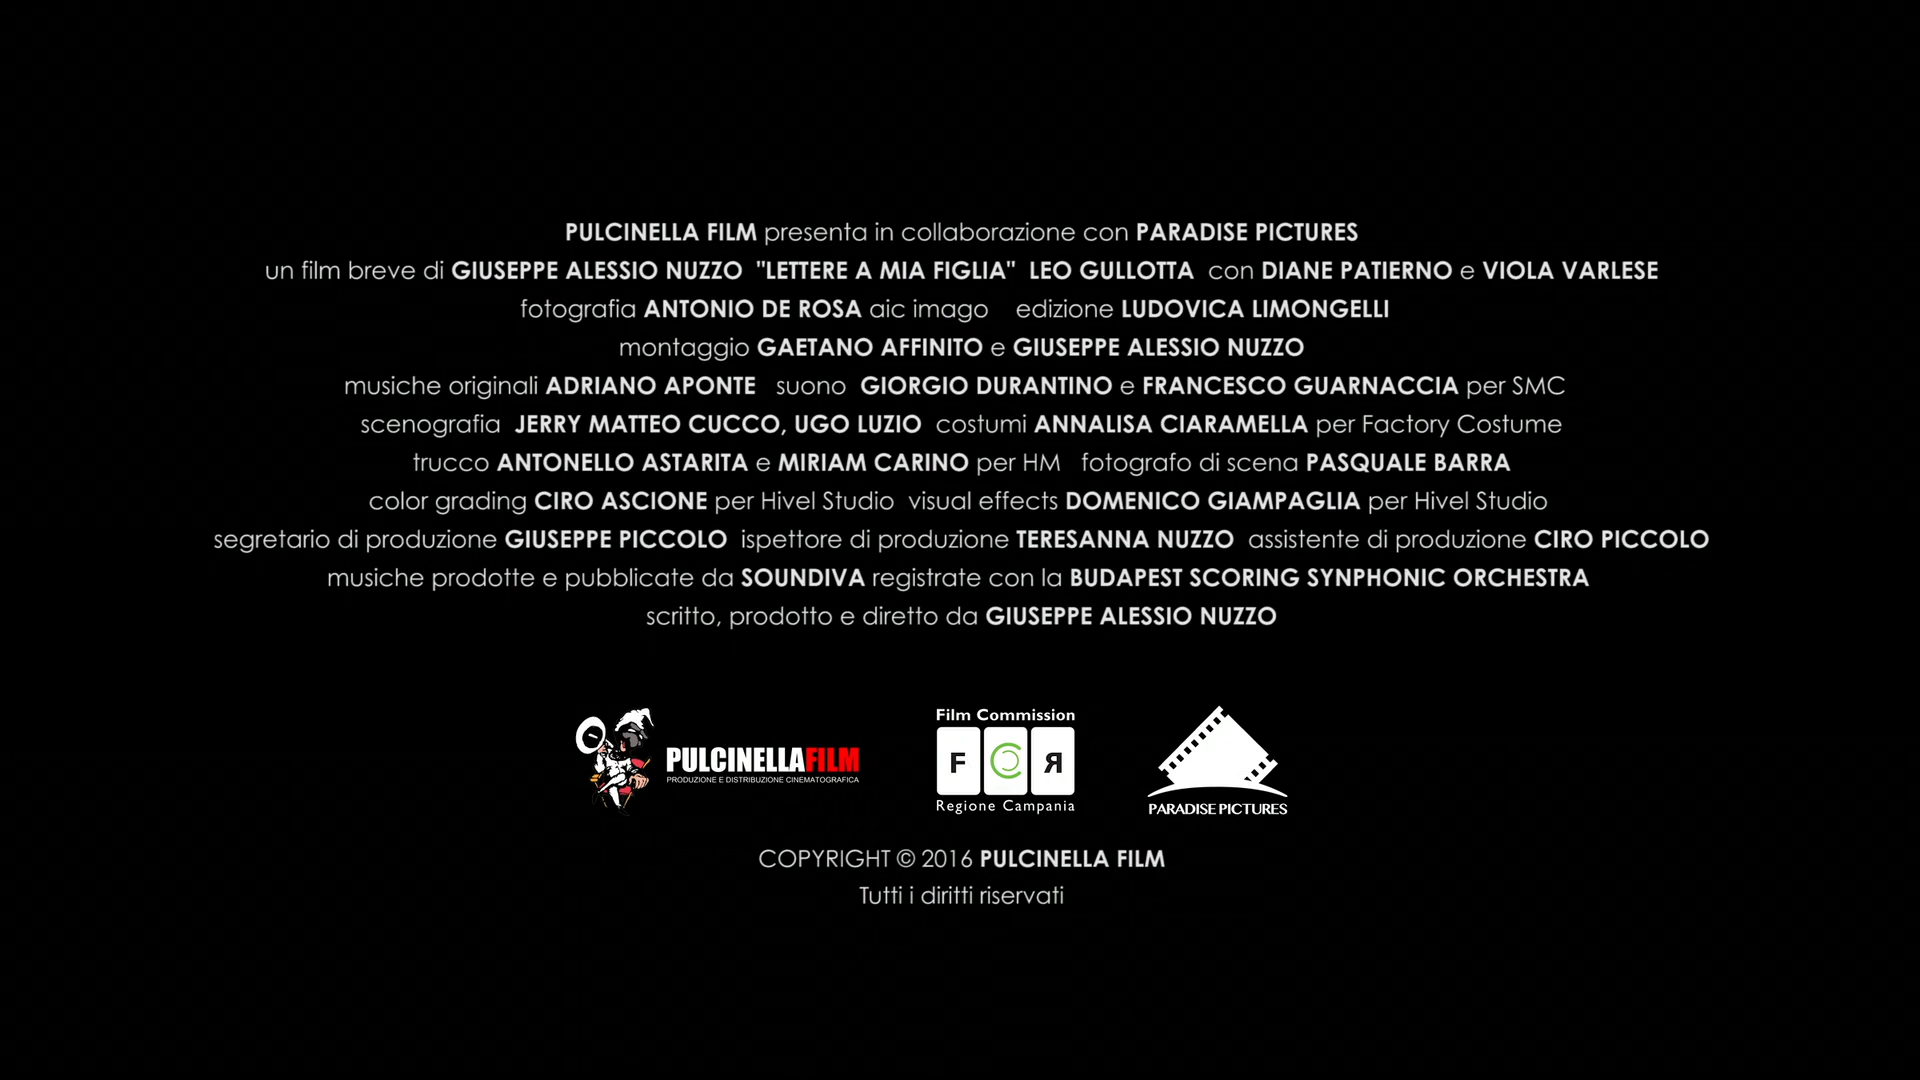 PULCINELLA FILM presenta in collaborazione con PARADISE PICTURES
un film breve di GIUSEPPE ALESSIO NUZZO "LETTERE A MIA FIGLIA" LEO GULLOTTA con DIANE PATIERNO e VIOLA VARLESE
fotografia ANTONIO DE ROSA aic imago edizione LUDOVICA LIMONGELLI
montaggio GAETANO AFFINITO e GIUSEPPE ALESSIO NUZZO
musiche originali ADRIANO APONTE suono GIORGIO DURANTINO e FRANCESCO GUARNACCIA per SMC
scenografia JERRY MATTEO CUCCO, UGO LUZIO costumi ANNALISA CIARAMELLA per Factory Costume
trucco ANTONELLO ASTARITA e MIRIAM CARINO per HM fotografo di scena PASQUALE BARRA
color grading CIRO ASCIONE per Hivel Studio visual effects DOMENICO GIAMPAGLIA per Hivel Studio
segretario di produzione GIUSEPPE PICCOLO ispettore di produzione TERESANNA NUZZO assistente di produzione CIRO PICCOLO
musiche prodotte e pubblicate da SOUNDIVA registrate con la BUDAPEST SCORING SYNPHONIC ORCHESTRA
scritto, prodotto e diretto da GIUSEPPE ALESSIO NUZZO
PULCINELLAFILM
PRODUZIONE E DISTRIBUZIONE CINEMATOGRAFICA
Film Commission
F C Я
Regione Campania
PARADISE PICTURES
COPYRIGHT © 2016 PULCINELLA FILM
Tutti i diritti riservati